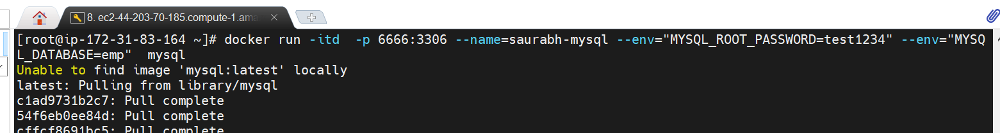 8. ec2-44-203-70-185.compute-1.ama
[root@ip-172-31-83-164 ~]# docker run -itd  -p 6666:3306 --name=saurabh-mysql --env="MYSQL_ROOT_PASSWORD=test1234" --env="MYSQ
L_DATABASE=emp"  mysql
Unable to find image 'mysql:latest' locally
latest: Pulling from library/mysql
c1ad9731b2c7: Pull complete
54f6eb0ee84d: Pull complete
cffcf8691bc5: Pull complete